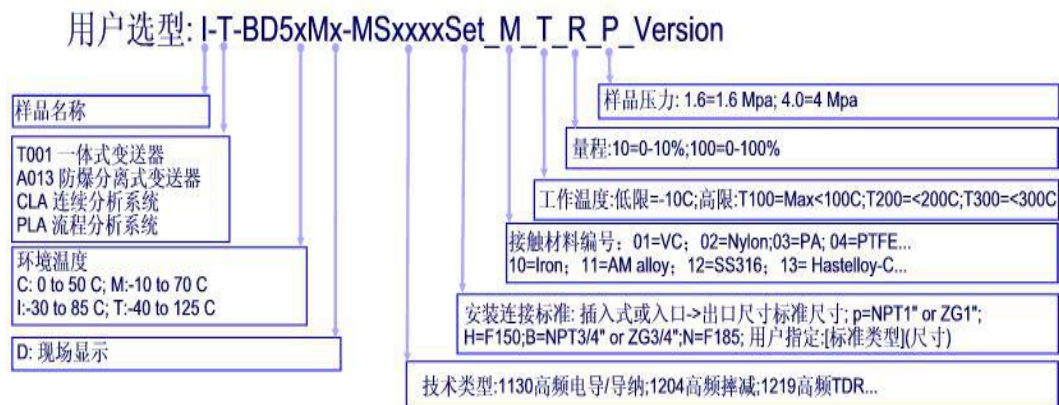 用户选型: I-T-BD5xMx-MSxxxxSet_M_T_R_P_Version
样品压力: 1.6=1.6 Mpa; 4.0=4 Mpa
样品名称
量程:10=0-10%;100=0-100%
T001 一体式变送器
A013 防爆分离式变送器
CLA 连续分析系统
PLA 流程分析系统
工作温度:低限=-10C;高限:T100=Max<100C;T200=<200C;T300=<300C
接触材料编号：01=VC；02=Nylon;03=PA; 04=PTFE...
10=Iron；11=AM alloy；12=SS316；13= Hastelloy-C...
环境温度
C: 0 to 50 C; M:-10 to 70 C
I:-30 to 85 C; T:-40 to 125 C
安装连接标准: 插入式或入口->出口尺寸标准尺寸; p=NPT1" or ZG1";
H=F150;B=NPT3/4" or ZG3/4";N=F185; 用户指定:[标准类型](尺寸)
D: 现场显示
技术类型:1130高频电导/导纳;1204高频摔减;1219高频TDR...